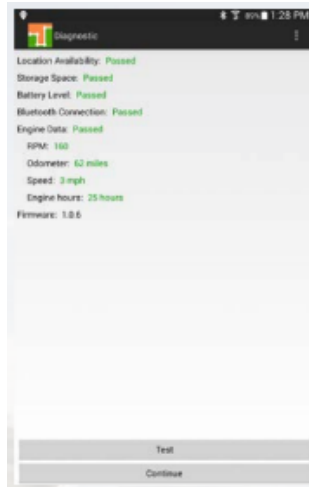 1:28 PM
Diagnostic
Location Availability: Passed
Storage Space: Passed
Battery Level: Passed
Bluetooth Connection: Passed
Engine Data: Passed
RPM: 160
Odometer: 62 miles
Speed: 3 mph
Engine hours: 25 hours
Firmware: 1.0.6
Test
Continue